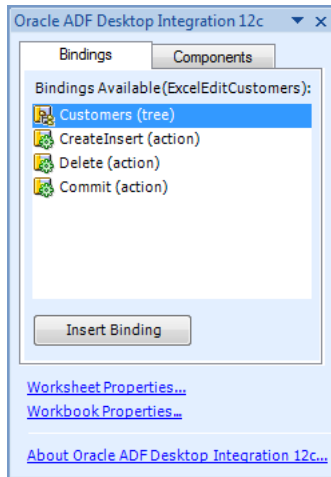 Oracle ADF Desktop Integration 12c
Bindings Components
Bindings Available(ExcelEditCustomers):
Customers (tree)
CreateInsert (action)
Delete (action)
Commit (action)
Insert Binding
Worksheet Properties...
Workbook Properties...
About Oracle ADF Desktop Integration 12c...